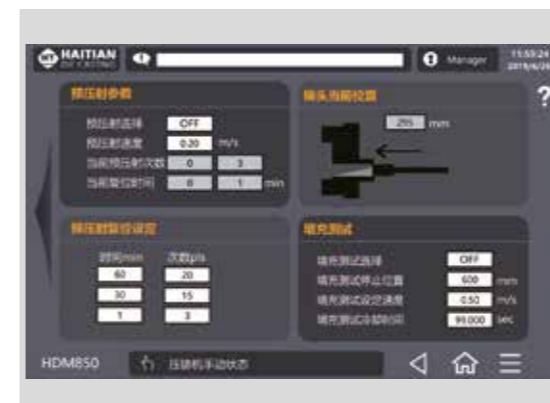 HAITIAN
DIE CASTING
Manager
11:59:24
2019/6/26
预压射参数
预压射选择 OFF
预压射速度 0.20 m/s
当前预压射次数 0 3
当前复位时间 0 1 min
锤头当前位置
295 mm
?
预压射复位设定
时间min 次数pls
60 20
30 15
1 3
填充测试
填充测试选择 OFF
填充测试停止位置 600 mm
填充测试设定速度 0.50 m/s
填充测试冷却时间 99.000 sec
HDM850
压铸机手动状态